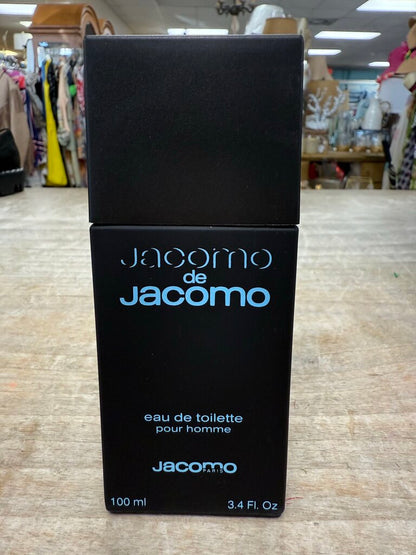 Jacomo
de
Jacomo
eau de toilette
pour homme
Jacomo
PARIS
100 ml 3.4 Fl. Oz